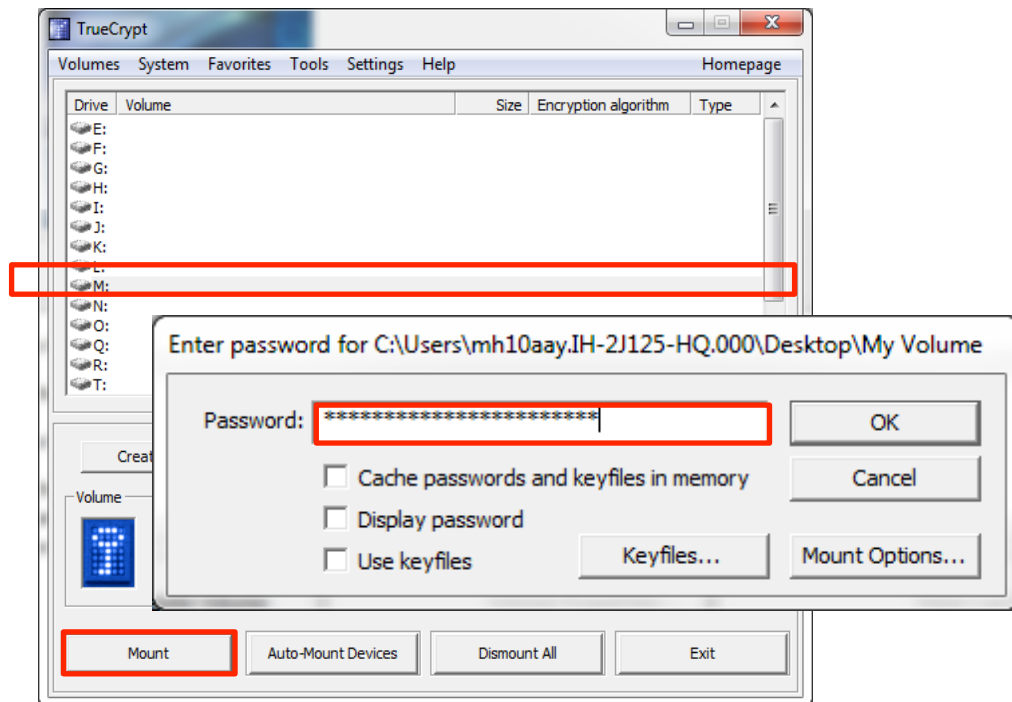 TrueCrypt
Volumes System Favorites Tools Settings Help Homepage
Drive Volume Size Encryption algorithm Type
E:
F:
G:
H:
I:
J:
K:
L:
M:
N:
O:
Q:
R:
T:
Enter password for C:\Users\mh10aay.IH-2J125-HQ.000\Desktop\My Volume
Password: *********************** OK
Cache passwords and keyfiles in memory Cancel
Display password
Use keyfiles Keyfiles... Mount Options...
Creat
Volume
Mount Auto-Mount Devices Dismount All Exit